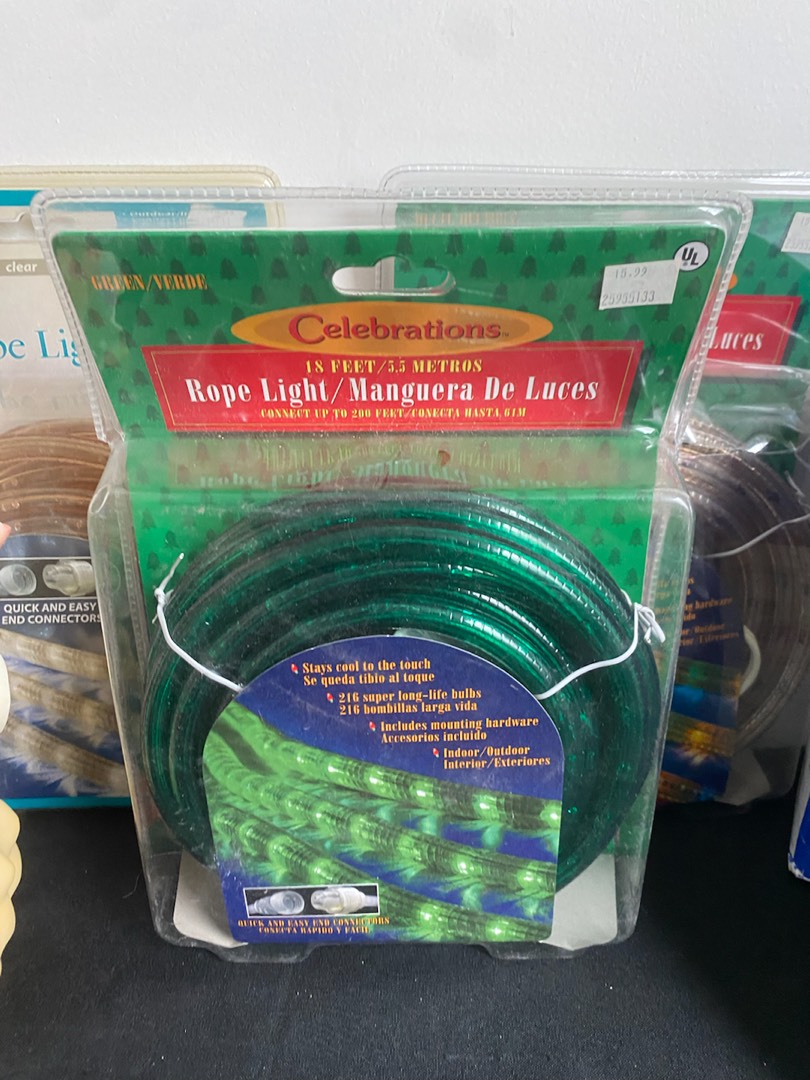 clear
pe Lig
QUICK AND EASY
END CONNECTORS
GREEN/VERDE
UL
15.99
25955133
Celebrations
18 FEET/5,5 METROS
Rope Light/Manguera De Luces
CONNECT UP TO 200 FEET/CONECTA HASTA 61M
Stays cool to the touch
Se queda tibio al toque
216 super long-life bulbs
216 bombillas larga vida
Includes mounting hardware
Accesorios incluido
Indoor/Outdoor
Interior/Exteriores
QUICK AND EASY END CONNECTORS
CONECTA RAPIDO Y FACIL
Luces
hardware